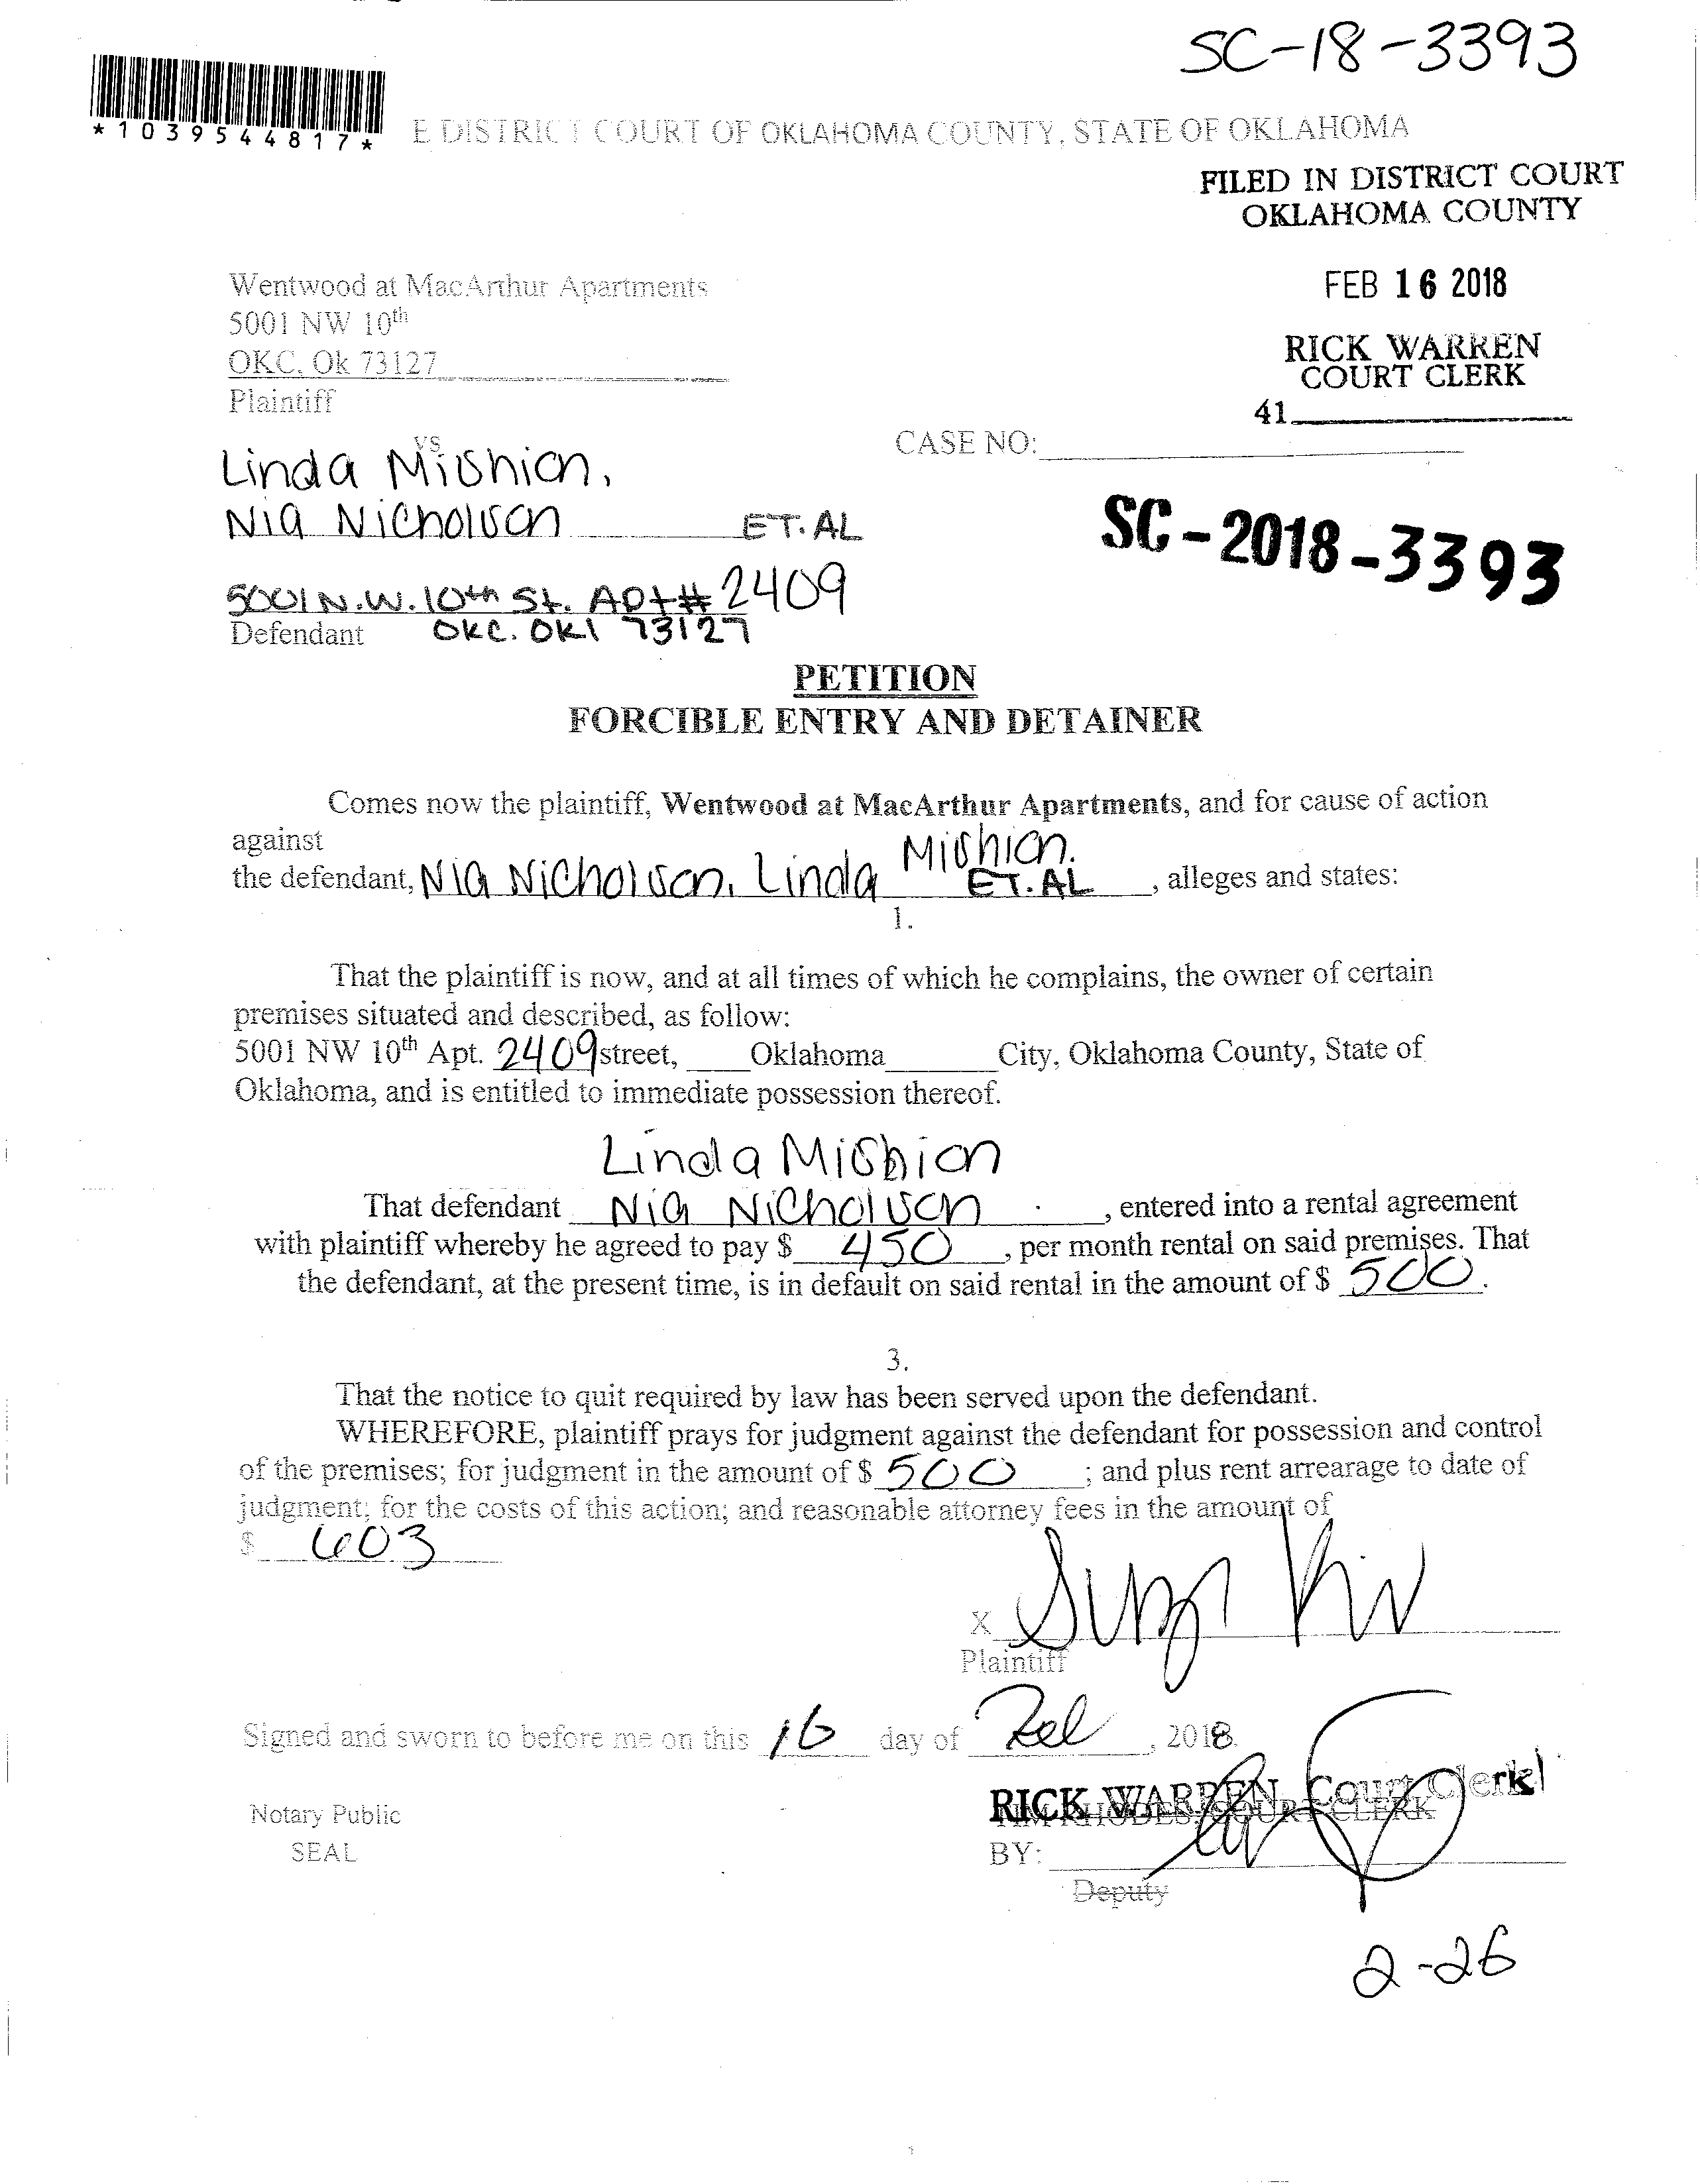 SC-18-3393
*1039544817*
E DISTRICT COURT OF OKLAHOMA COUNTY, STATE OF OKLAHOMA
FILED IN DISTRICT COURT
OKLAHOMA COUNTY
FEB 16 2018
RICK WARREN
COURT CLERK
41
Wentwood at MacArthur Apartments
5001 NW 10th
OKC, Ok 73127
Plaintiff
vs
CASE NO:
Linda Mishion,
Nia Nicholson ET.AL
SC-2018-3393
5001 N.W. 10th St. APT# 2409
Defendant OKC. OKl 73127
PETITION
FORCIBLE ENTRY AND DETAINER
Comes now the plaintiff, Wentwood at MacArthur Apartments, and for cause of action
against
the defendant, Nia Nicholson, Linda Mishion. ET.AL, alleges and states:
1.
That the plaintiff is now, and at all times of which he complains, the owner of certain
premises situated and described, as follow:
5001 NW 10th Apt. 2409 street, Oklahoma City, Oklahoma County, State of
Oklahoma, and is entitled to immediate possession thereof.
Linda Mishion
That defendant Nia Nicholson, entered into a rental agreement
with plaintiff whereby he agreed to pay $ 450, per month rental on said premises. That
the defendant, at the present time, is in default on said rental in the amount of $ 500.
3.
That the notice to quit required by law has been served upon the defendant.
WHEREFORE, plaintiff prays for judgment against the defendant for possession and control
of the premises; for judgment in the amount of $ 500; and plus rent arrearage to date of
judgment; for the costs of this action; and reasonable attorney fees in the amount of
$ 603
X
Plaintiff
Signed and sworn to before me on this 16 day of Feb, 2018.
RICK WARREN, Court Clerk
TIM RHODES, COURT CLERK
Notary Public
SEAL
BY:
Deputy
2-26